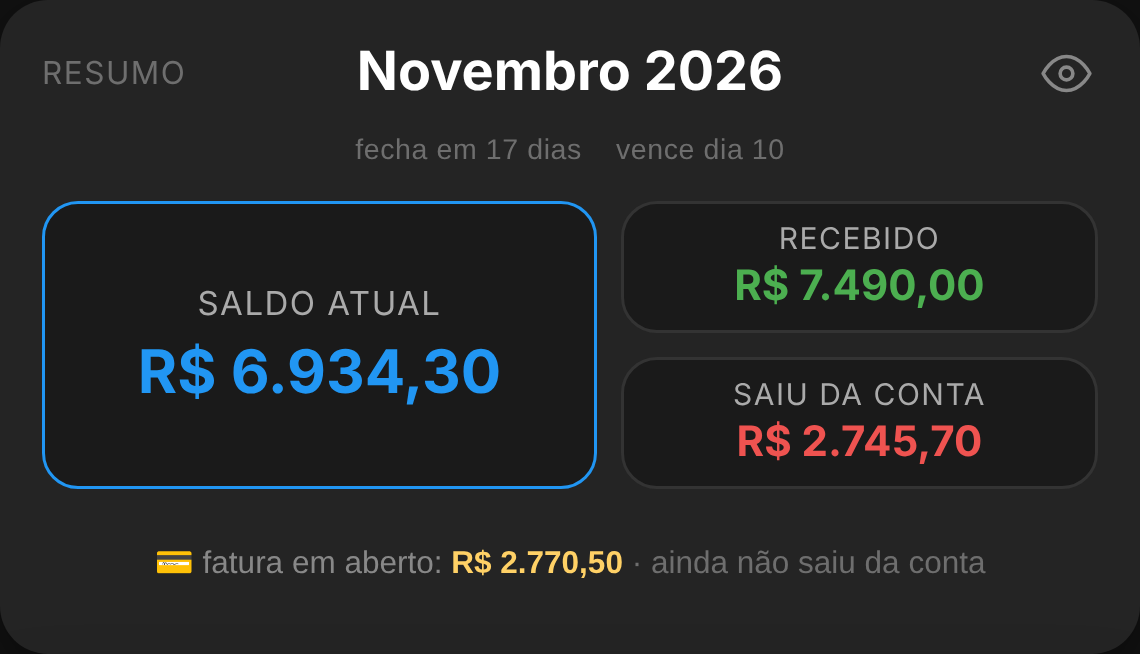 RESUMO
Novembro 2026
fecha em 17 dias vence dia 10
SALDO ATUAL
R$ 6.934,30
RECEBIDO
R$ 7.490,00
SAIU DA CONTA
R$ 2.745,70
💳 fatura em aberto: R$ 2.770,50 · ainda não saiu da conta